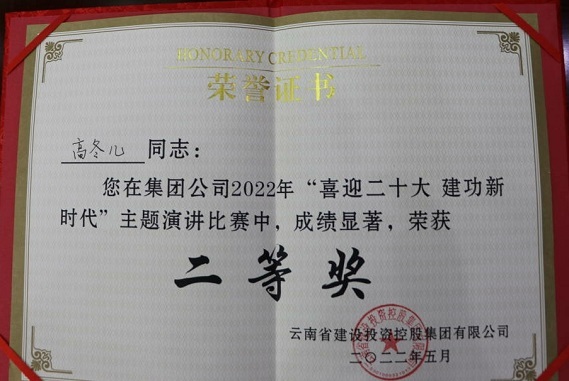 HONORARY CREDENTIAL
荣誉证书
高冬儿 同志：
您在集团公司2022年“喜迎二十大 建功新
时代”主题演讲比赛中，成绩显著，荣获
二等奖
云南省建设投资控股集团有限公司
二〇二二年五月